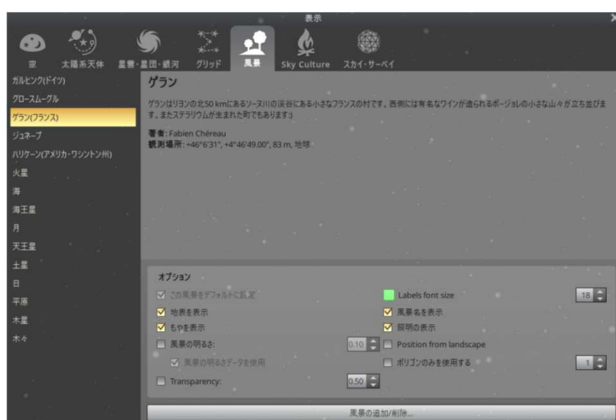 表示
空
太陽系天体
星雲・星団・銀河
グリッド
風景
Sky Culture
スカイ・サーベイ
ガルヒンク(ドイツ)
グロースムーグル
ゲラン(フランス)
ジュネーブ
ハリケーン(アメリカ・ワシントン州)
火星
海
海王星
月
天王星
土星
日
平原
木星
木々
ゲラン
ゲランはリヨンの北50 kmにあるソーヌ川の渓谷にある小さなフランスの村です。西側には有名なワインが造られるボージョレの小さな山々が立ち並びま
す。またステラリウムが生まれた町でもあります:)
著者: Fabien Chéreau
観測場所: +46°6'31", +4°46'49.00", 83 m, 地球
オプション
この風景をデフォルトに設定
Labels font size
18
地表を表示
風景名を表示
もやを表示
照明の表示
風景の明るさ:
0.10
Position from landscape
風景の明るさデータを使用
ポリゴンのみを使用する
1
Transparency:
0.50
風景の追加/削除...